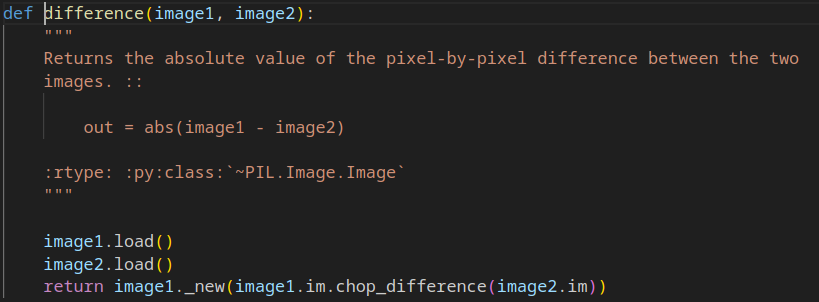 def difference(image1, image2):
    """
    Returns the absolute value of the pixel-by-pixel difference between the two
    images. ::

        out = abs(image1 - image2)

    :rtype: :py:class:`~PIL.Image.Image`
    """

    image1.load()
    image2.load()
    return image1._new(image1.im.chop_difference(image2.im))